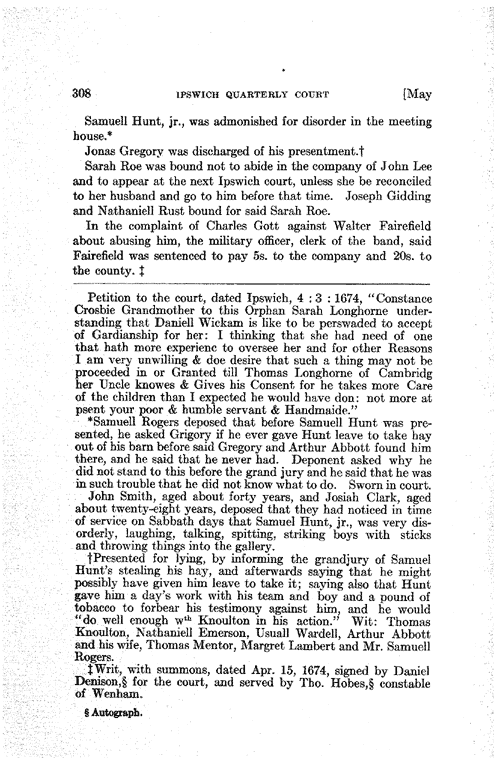 308 IPSWICH QUARTERLY COURT [May
Samuell Hunt, jr., was admonished for disorder in the meeting
house.*
Jonas Gregory was discharged of his presentment.†
Sarah Roe was bound not to abide in the company of John Lee
and to appear at the next Ipswich court, unless she be reconciled
to her husband and go to him before that time. Joseph Gidding
and Nathaniell Rust bound for said Sarah Roe.
In the complaint of Charles Gott against Walter Fairefield
about abusing him, the military officer, clerk of the band, said
Fairefield was sentenced to pay 5s. to the company and 20s. to
the county. ‡
Petition to the court, dated Ipswich, 4 : 3 : 1674, "Constance
Crosbie Grandmother to this Orphan Sarah Longhorne under-
standing that Daniell Wickam is like to be perswaded to accept
of Gardianship for her: I thinking that she had need of one
that hath more experienc to oversee her and for other Reasons
I am very unwilling & doe desire that such a thing may not be
proceeded in or Granted till Thomas Longhorne of Cambridg
her Uncle knowes & Gives his Consent for he takes more Care
of the children than I expected he would have don: not more at
psent your poor & humble servant & Handmaide."
*Samuell Rogers deposed that before Samuell Hunt was pre-
sented, he asked Grigory if he ever gave Hunt leave to take hay
out of his barn before said Gregory and Arthur Abbott found him
there, and he said that he never had. Deponent asked why he
did not stand to this before the grand jury and he said that he was
in such trouble that he did not know what to do. Sworn in court.
John Smith, aged about forty years, and Josiah Clark, aged
about twenty-eight years, deposed that they had noticed in time
of service on Sabbath days that Samuel Hunt, jr., was very dis-
orderly, laughing, talking, spitting, striking boys with sticks
and throwing things into the gallery.
†Presented for lying, by informing the grandjury of Samuel
Hunt's stealing his hay, and afterwards saying that he might
possibly have given him leave to take it; saying also that Hunt
gave him a day's work with his team and boy and a pound of
tobacco to forbear his testimony against him, and he would
"do well enough wth Knoulton in his action." Wit: Thomas
Knoulton, Nathaniell Emerson, Usuall Wardell, Arthur Abbott
and his wife, Thomas Mentor, Margret Lambert and Mr. Samuell
Rogers.
‡Writ, with summons, dated Apr. 15, 1674, signed by Daniel
Denison,§ for the court, and served by Tho. Hobes,§ constable
of Wenham.
§ Autograph.